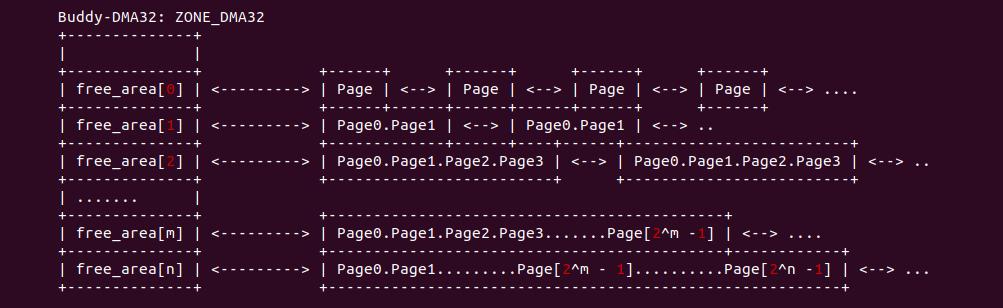 Buddy-DMA32: ZONE_DMA32
+--------------+
|              |
+--------------+               +------+       +------+       +------+       +------+
| free_area[0] | <---------> | Page | <--> | Page | <--> | Page | <--> | Page | <--> ....
+--------------+               +------+------+------+------+------+       +------+
| free_area[1] | <---------> | Page0.Page1 | <--> | Page0.Page1 | <--> ..
+--------------+               +-------------+------+----+------+----------------------+
| free_area[2] | <---------> | Page0.Page1.Page2.Page3 | <--> | Page0.Page1.Page2.Page3 | <--> ..
+--------------+               +-------------------------+      +-------------------------+
| .......      |
+--------------+               +------------------------------------------------+
| free_area[m] | <---------> | Page0.Page1.Page2.Page3.......Page[2^m -1] | <--> ....
+--------------+               +------------------------------------------------+------------+
| free_area[n] | <---------> | Page0.Page1.........Page[2^m - 1]..........Page[2^n -1] | <--> ...
+--------------+               +-------------------------------------------------------------+